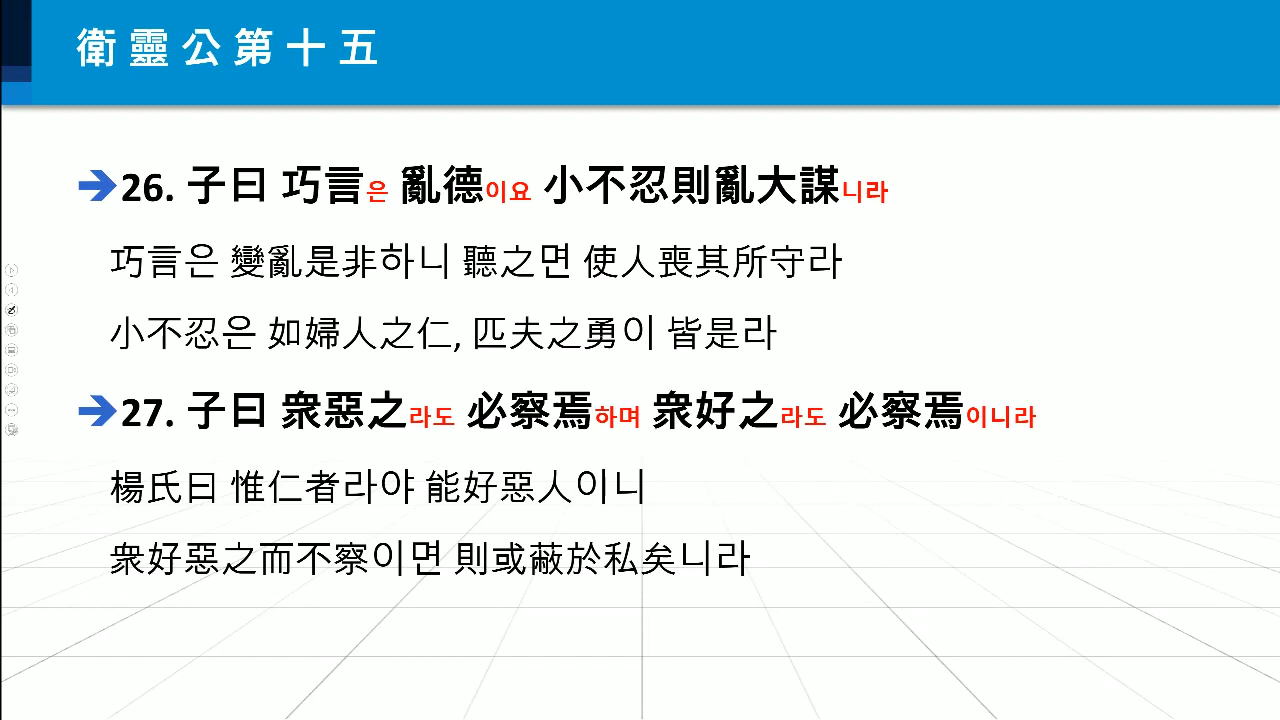 衛靈公第十五
26. 子曰 巧言은 亂德이요 小不忍則亂大謀니라
巧言은 變亂是非하니 聽之면 使人喪其所守라
小不忍은 如婦人之仁, 匹夫之勇이 皆是라
27. 子曰 衆惡之라도 必察焉하며 衆好之라도 必察焉이니라
楊氏曰 惟仁者라야 能好惡人이니
衆好惡之而不察이면 則或蔽於私矣니라